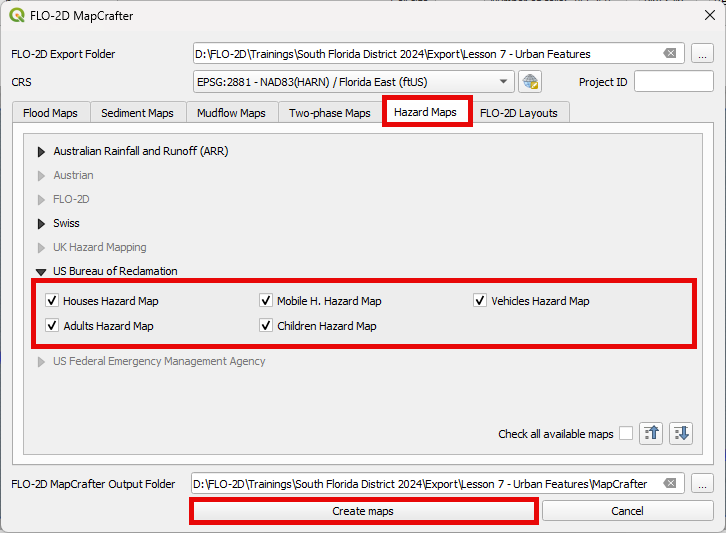 FLO-2D MapCrafter
FLO-2D Export Folder D:\FLO-2D\Trainings\South Florida District 2024\Export\Lesson 7 - Urban Features ...
CRS EPSG:2881 - NAD83(HARN) / Florida East (ftUS) Project ID
Flood Maps Sediment Maps Mudflow Maps Two-phase Maps Hazard Maps FLO-2D Layouts
Australian Rainfall and Runoff (ARR)
Austrian
FLO-2D
Swiss
UK Hazard Mapping
US Bureau of Reclamation
Houses Hazard Map Mobile H. Hazard Map Vehicles Hazard Map
Adults Hazard Map Children Hazard Map
US Federal Emergency Management Agency
Check all available maps
FLO-2D MapCrafter Output Folder D:\FLO-2D\Trainings\South Florida District 2024\Export\Lesson 7 - Urban Features\MapCrafter ...
Create maps Cancel